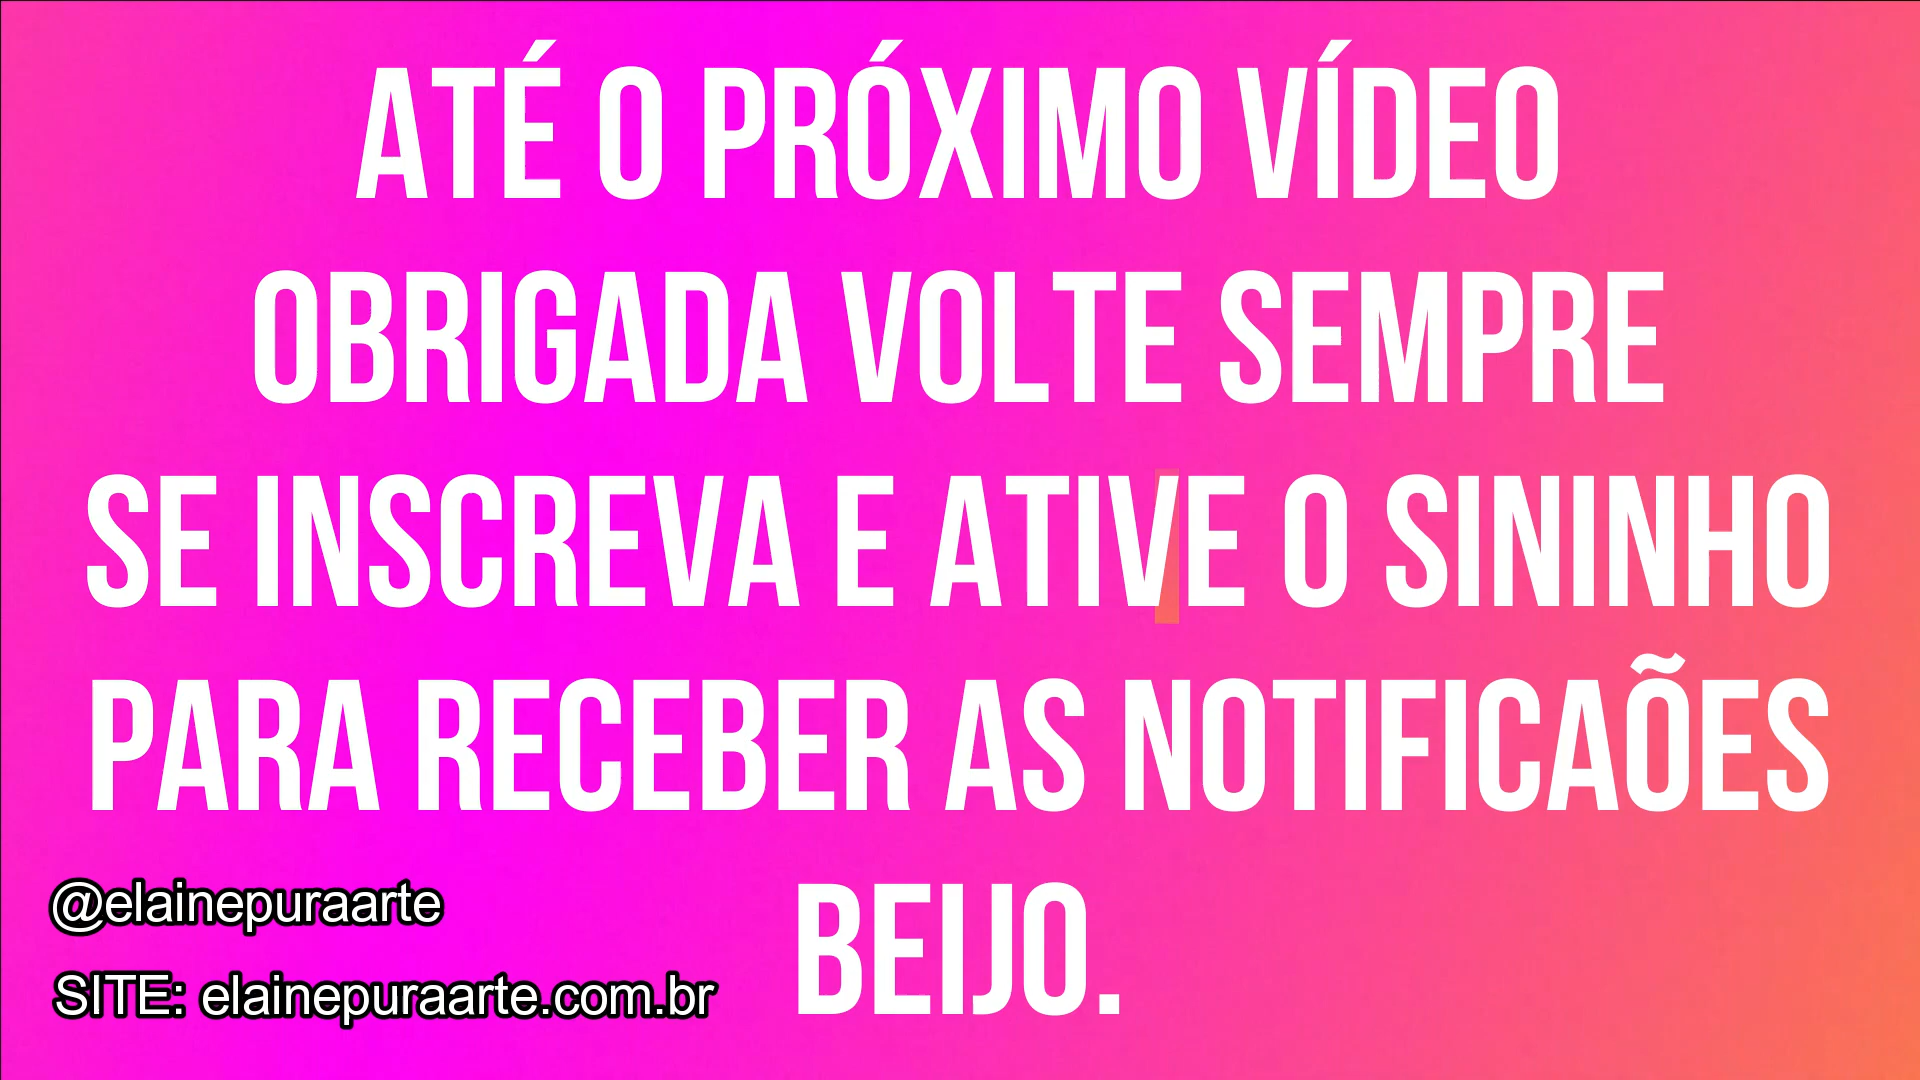 ATÉ O PRÓXIMO VÍDEO
OBRIGADA VOLTE SEMPRE
SE INSCREVA E ATIVE O SININHO
PARA RECEBER AS NOTIFICAÕES
BEIJO.
@elainepuraarte
SITE: elainepuraarte.com.br